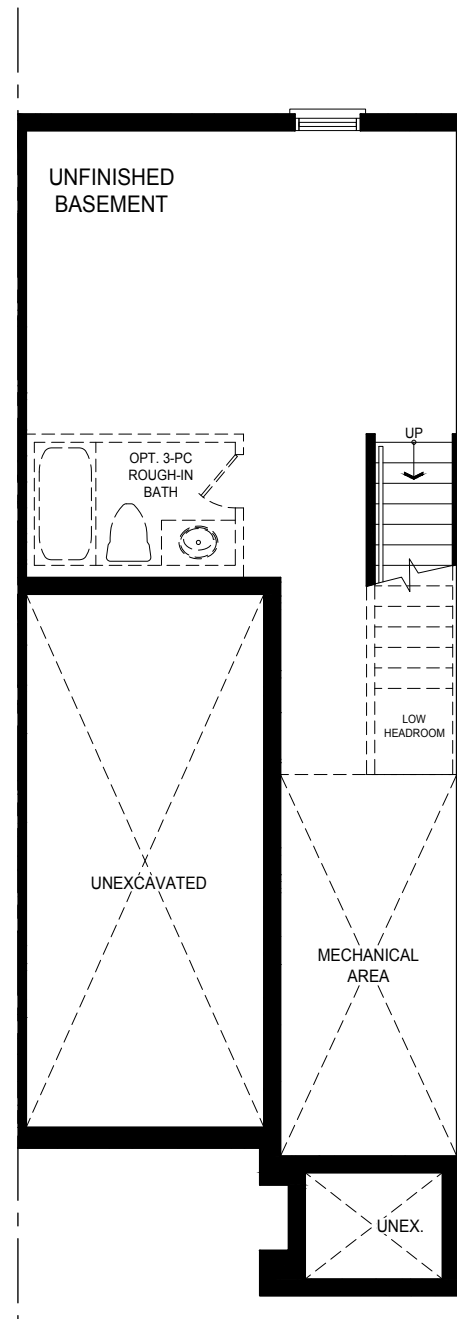 UNFINISHED
BASEMENT
UP
OPT. 3-PC
ROUGH-IN
BATH
LOW
HEADROOM
UNEXCAVATED
MECHANICAL
AREA
UNEX.